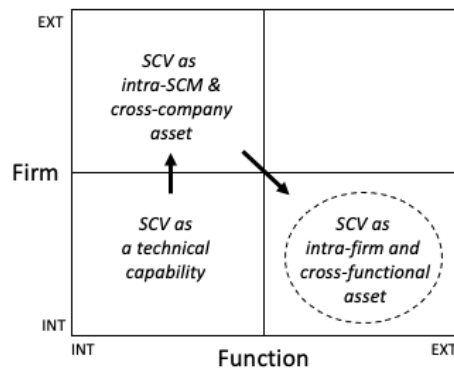 EXT
SCV as
intra-SCM &
cross-company
asset
Firm
SCV as
a technical
capability
SCV as
intra-firm and
cross-functional
asset
INT
INT
Function
EXT